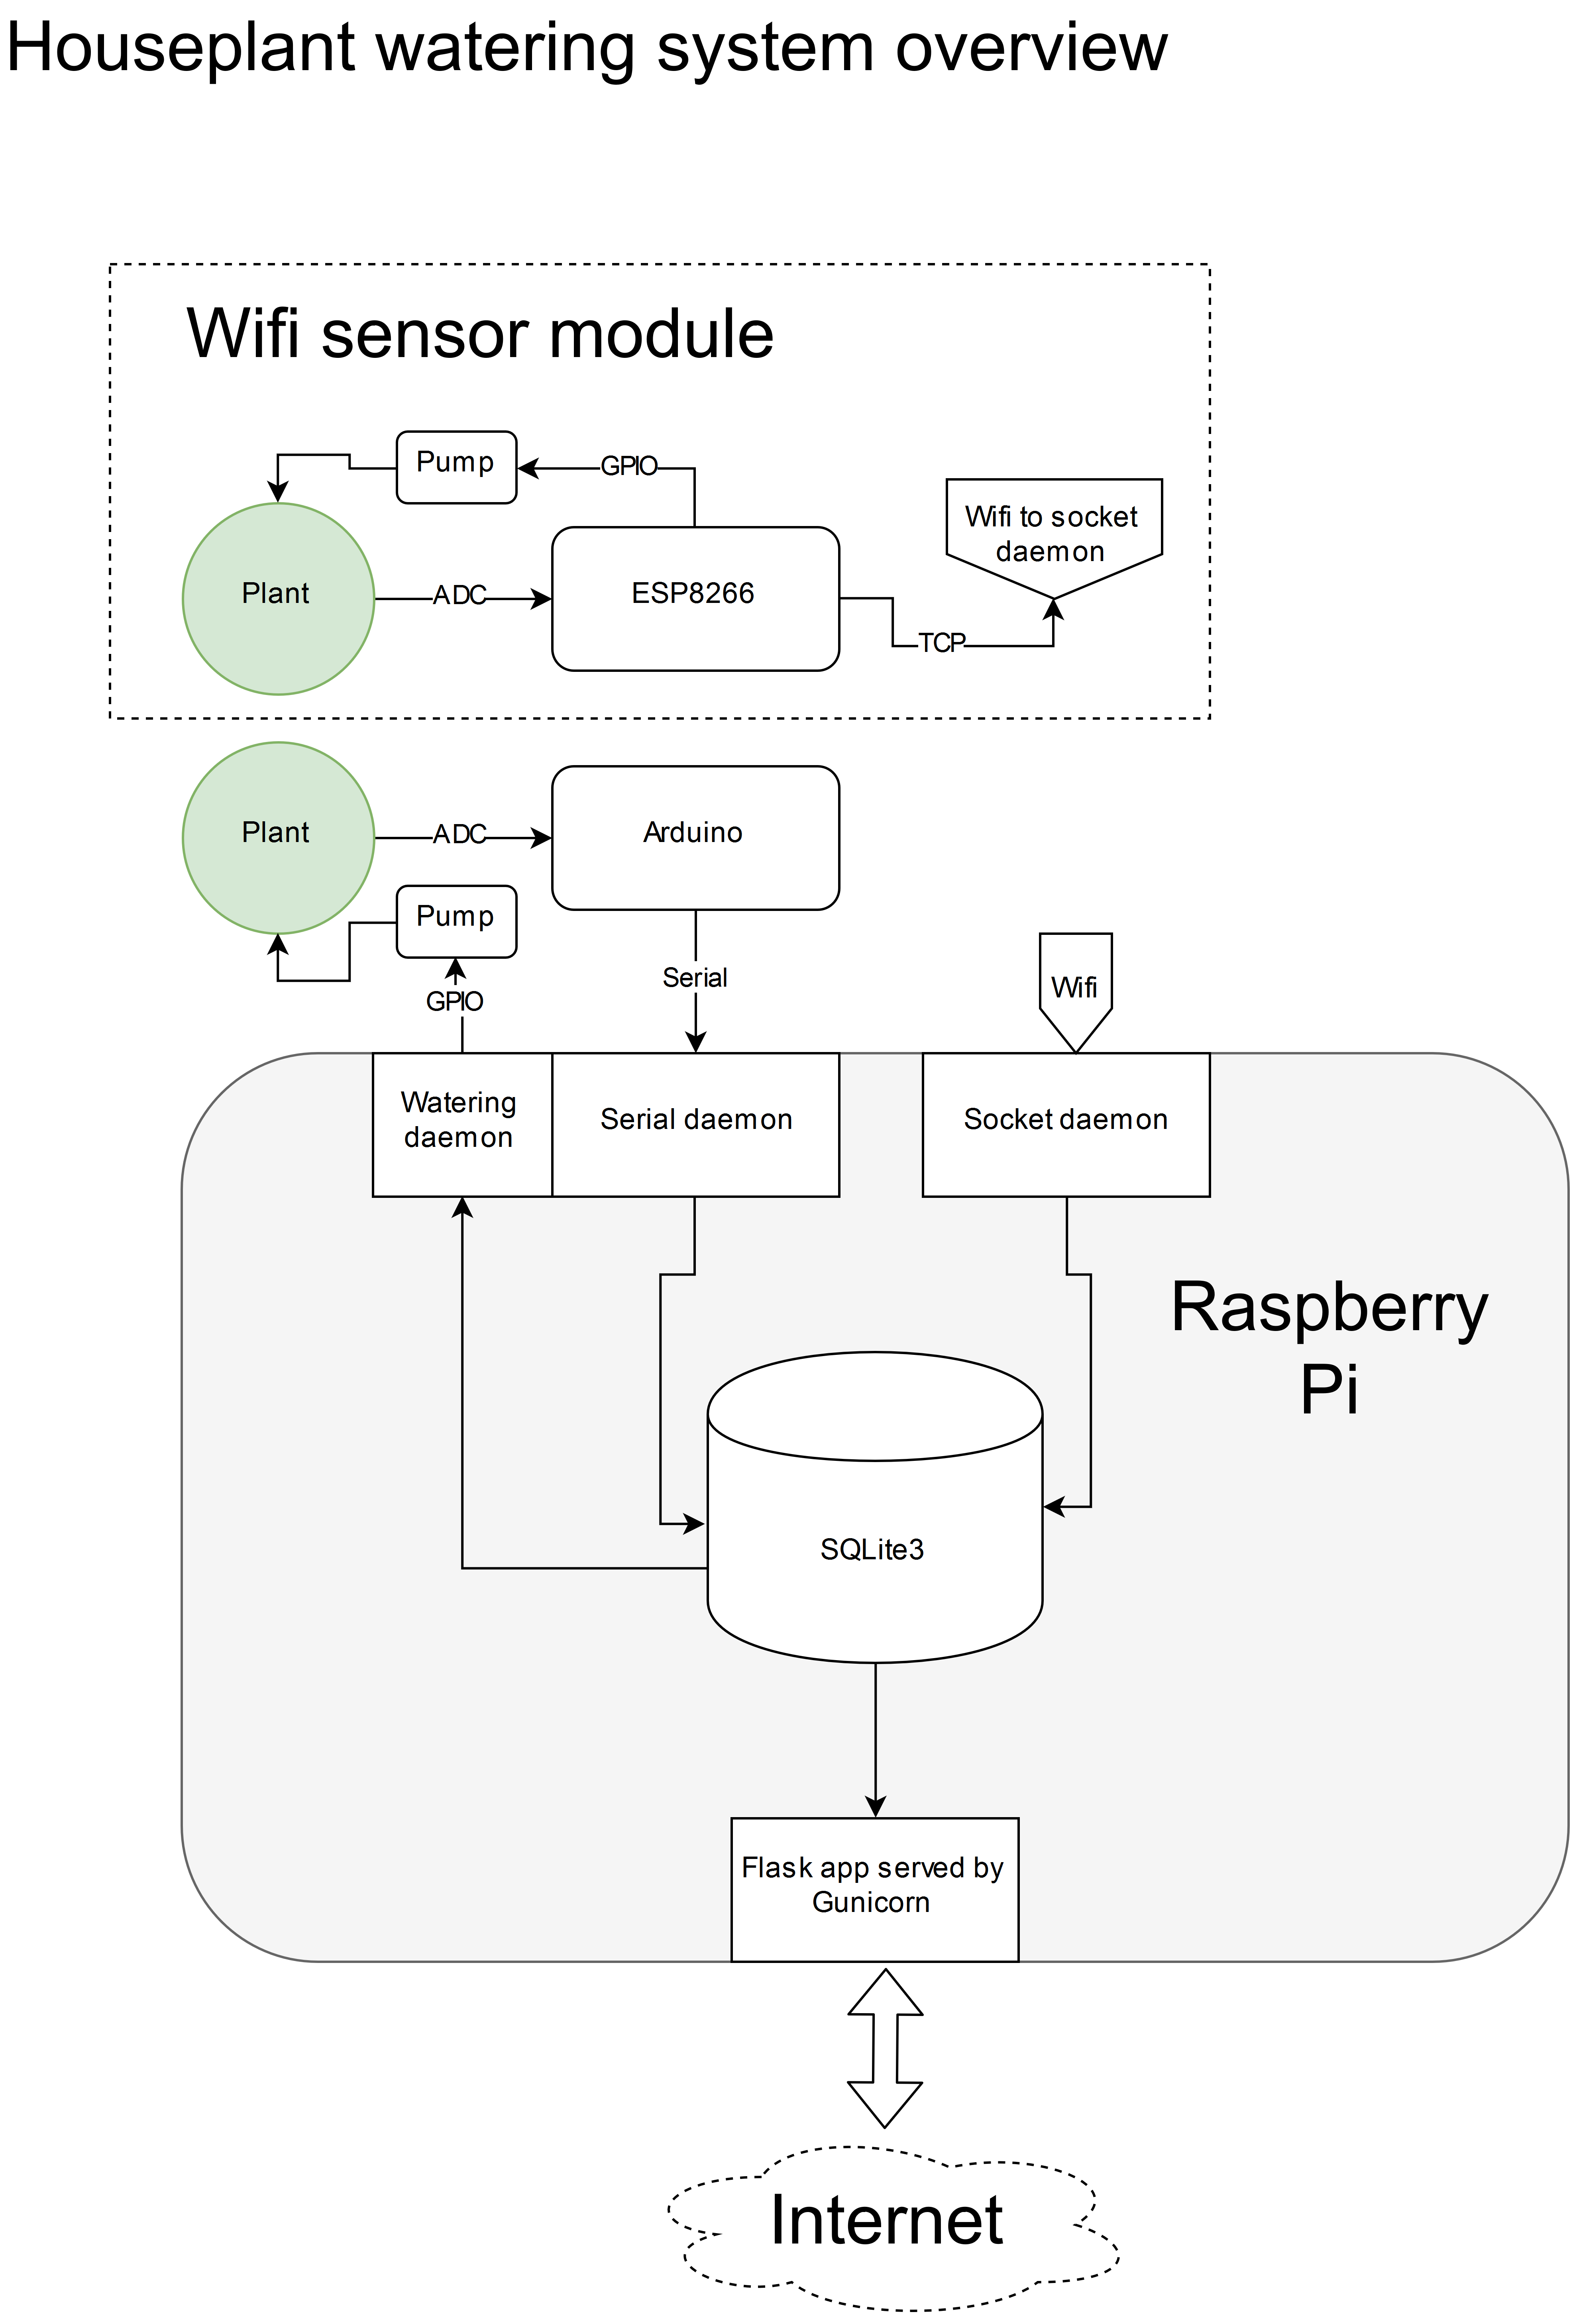 Houseplant watering system overview
Wifi sensor module
Pump
GPIO
Wifi to socket
daemon
Plant
ADC
ESP8266
TCP
Plant
ADC
Arduino
Pump
GPIO
Serial
Wifi
Watering
daemon
Serial daemon
Socket daemon
Raspberry
Pi
SQLite3
Flask app served by
Gunicorn
Internet